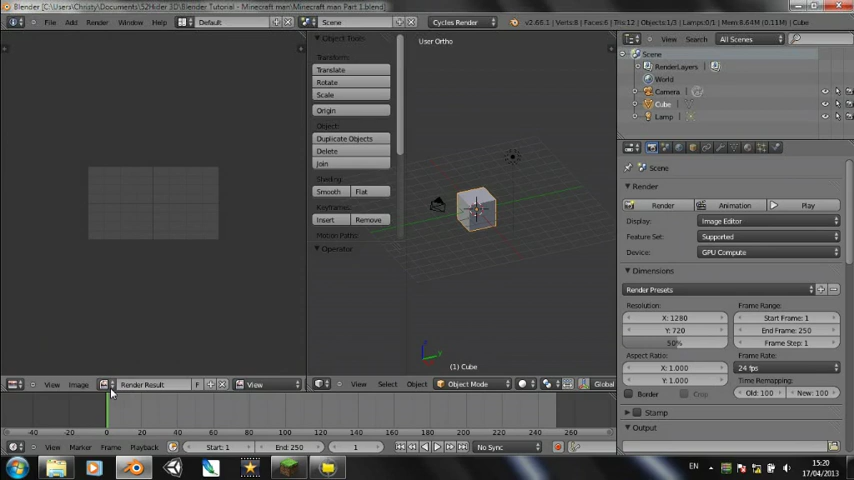 Blender [C:\Users\Christy\Documents\S2Hider 3D\Blender Tutorial - Minecraft man\Minecraft man Part 1.blend]
File Add Render Window Help Default Scene Cycles Render v2.66.1 | Verts:8 | Faces:6 | Tris:12 | Objects:1/3 | Lamps:0/1 | Mem:8.64M (0.11M) | Cube
Object Tools
Transform:
Translate
Rotate
Scale
Origin
Object:
Duplicate Objects
Delete
Join
Shading:
Smooth Flat
Keyframes:
Insert Remove
Motion Paths:
Operator
User Ortho
(1) Cube
View Search All Scenes
Scene
RenderLayers
World
Camera
Cube
Lamp
Scene
Render
Render Animation Play
Display: Image Editor
Feature Set: Supported
Device: GPU Compute
Dimensions
Render Presets
Resolution: Frame Range:
X: 1280 Start Frame: 1
Y: 720 End Frame: 250
50% Frame Step: 1
Aspect Ratio: Frame Rate:
X: 1.000 24 fps
Y: 1.000 Time Remapping:
Border Crop Old: 100 New: 100
Stamp
Output
View Image Render Result F View
View Select Object Object Mode Global
-40 -20 0 20 40 60 80 100 120 140 160 180 200 220 240 260
View Marker Frame Playback Start: 1 End: 250 1 No Sync
EN 15:20
17/04/2013